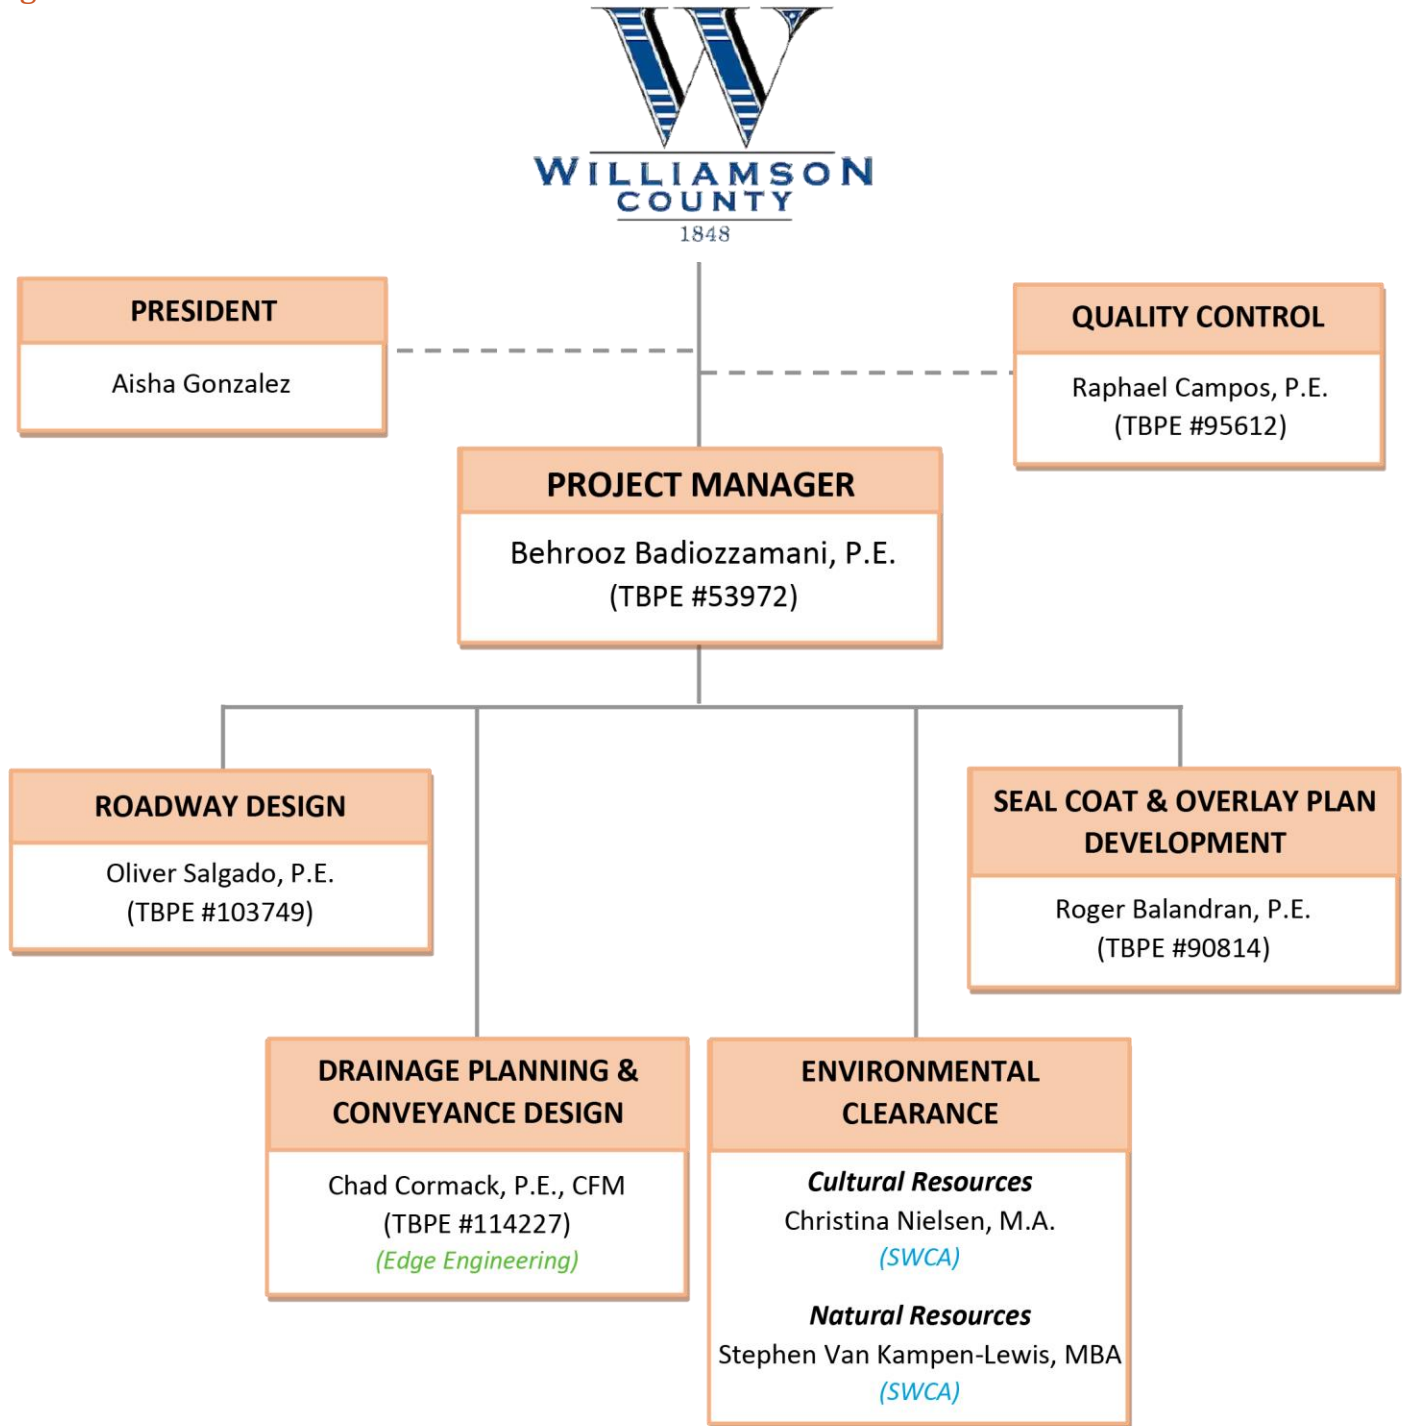 WILLIAMSON
COUNTY
1848
PRESIDENT
Aisha Gonzalez
QUALITY CONTROL
Raphael Campos, P.E.
(TBPE #95612)
PROJECT MANAGER
Behrooz Badiozzamani, P.E.
(TBPE #53972)
ROADWAY DESIGN
Oliver Salgado, P.E.
(TBPE #103749)
SEAL COAT & OVERLAY PLAN
DEVELOPMENT
Roger Balandran, P.E.
(TBPE #90814)
DRAINAGE PLANNING &
CONVEYANCE DESIGN
Chad Cormack, P.E., CFM
(TBPE #114227)
(Edge Engineering)
ENVIRONMENTAL
CLEARANCE
Cultural Resources
Christina Nielsen, M.A.
(SWCA)
Natural Resources
Stephen Van Kampen-Lewis, MBA
(SWCA)